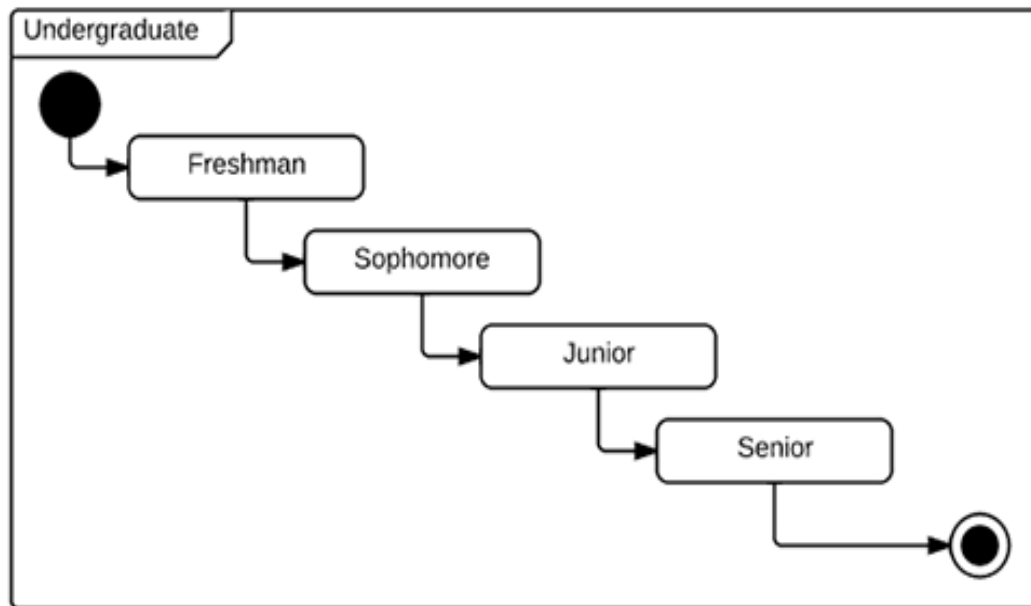 Undergraduate
Freshman
Sophomore
Junior
Senior